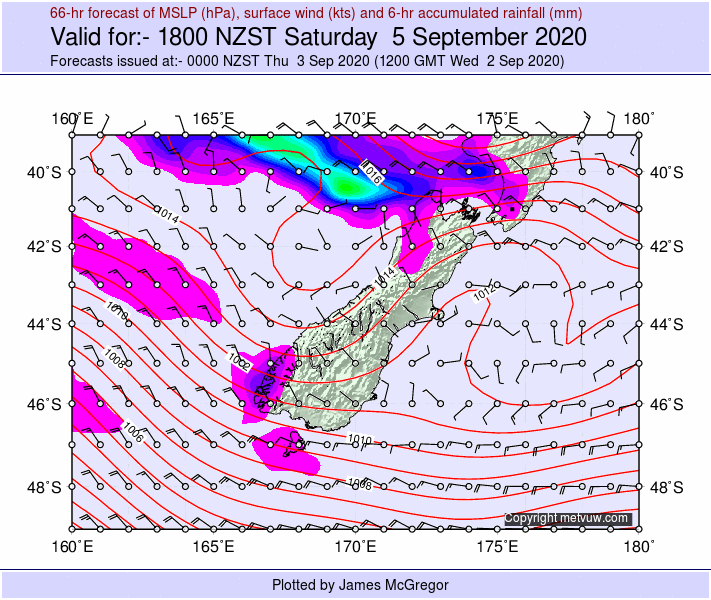 66-hr forecast of MSLP (hPa), surface wind (kts) and 6-hr accumulated rainfall (mm)
Valid for:- 1800 NZST Saturday 5 September 2020
Forecasts issued at:- 0000 NZST Thu 3 Sep 2020 (1200 GMT Wed 2 Sep 2020)
160˚E 165˚E 170˚E 175˚E 180˚
40˚S 1016 40˚S
1014
42˚S 42˚S
1014
1012
44˚S 1010 44˚S
1008 1012
46˚S 46˚S
1006 1010
48˚S 1008 48˚S
Copyright metvuw.com
160˚E 165˚E 170˚E 175˚E 180˚
Plotted by James McGregor